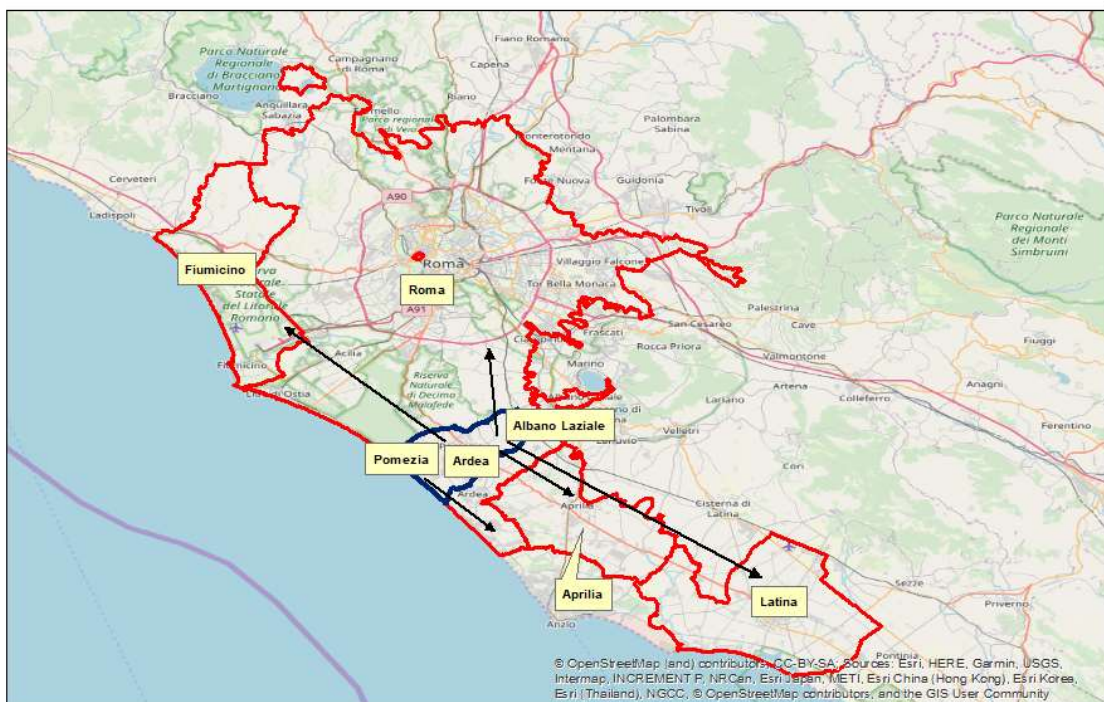 Fiano Romano
Parco Naturale
Regionale
di Bracciano
Martignano
Campagnano
di Roma
Capena
Bracciano
Anguillara
Sabazia
Riano
Parco regionale
di Veio
Palombara
Sabina
Monterotondo
Mentana
Fonte Nuova
Guidonia
Cerveteri
Ladispoli
A90
Tivoli
Parco Naturale
Regionale
dei Monti
Simbruini
Fiumicino
Riserva
Statale
del Litorale
Romano
Roma
Roma
Villaggio Falcone
Tor Bella Monaca
A91
Palestrina
San Cesareo
Cave
Frascati
Ciampino
Rocca Priora
Valmontone
Fiuggi
Fiumicino
Acilia
Lido di Ostia
Riserva
Naturale
di Decima
Malafede
Marino
Anagni
Artena
Colleferro
Lariano
Ferentino
Albano Laziale
Velletri
Lanuvio
Pomezia
Ardea
Cori
Ardea
Aprilia
Cisterna di
Latina
Aprilia
Latina
Sezze
Priverno
Anzio
Pontinia
© OpenStreetMap (and) contributors, CC-BY-SA, Sources: Esri, HERE, Garmin, USGS,
Intermap, INCREMENT P, NRCan, Esri Japan, METI, Esri China (Hong Kong), Esri Korea,
Esri (Thailand), NGCC, © OpenStreetMap contributors, and the GIS User Community